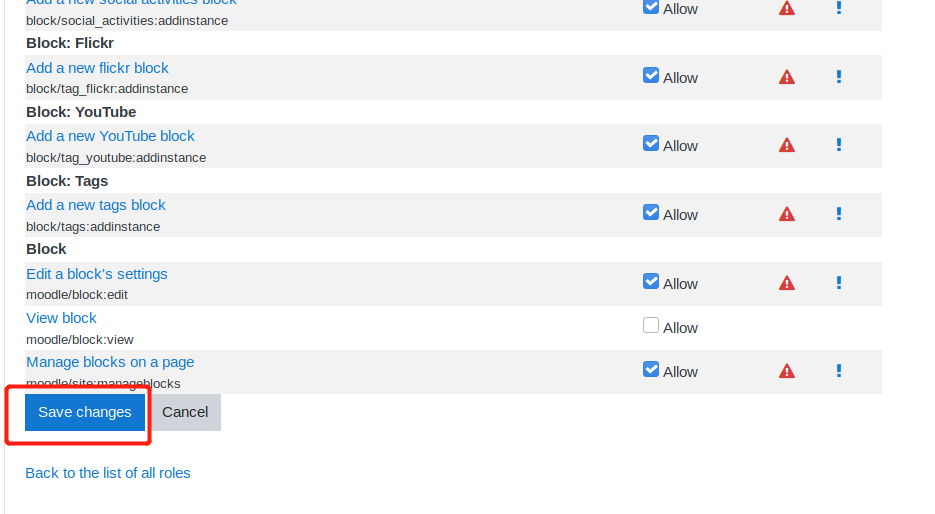 Add a new social activities block
block/social_activities:addinstance
Allow
Block: Flickr
Add a new flickr block
block/tag_flickr:addinstance
Allow
Block: YouTube
Add a new YouTube block
block/tag_youtube:addinstance
Allow
Block: Tags
Add a new tags block
block/tags:addinstance
Allow
Block
Edit a block's settings
moodle/block:edit
Allow
View block
moodle/block:view
Allow
Manage blocks on a page
moodle/site:manageblocks
Allow
Save changes
Cancel
Back to the list of all roles